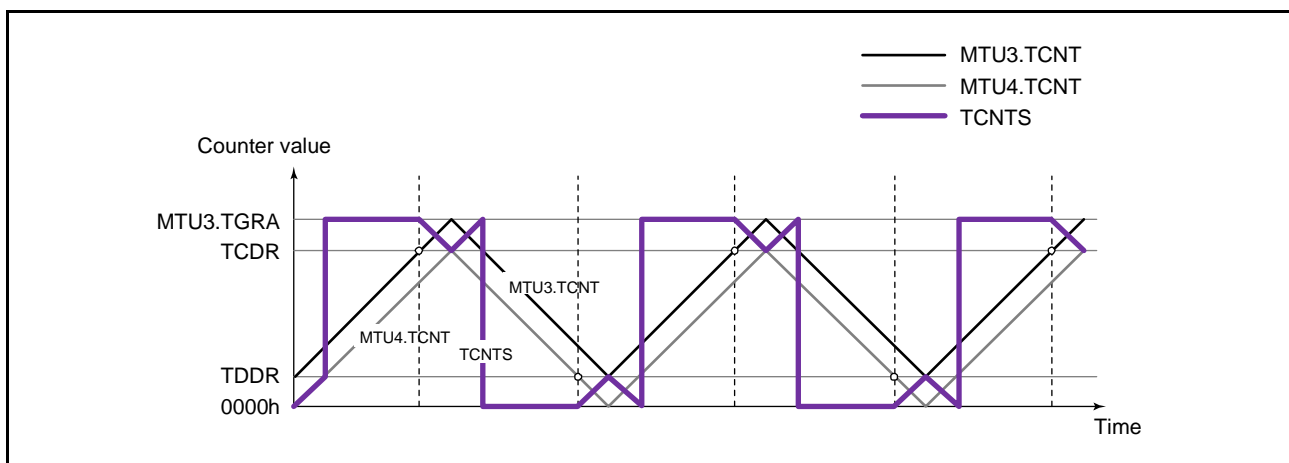 MTU3.TCNT
MTU4.TCNT
TCNTS
Counter value
MTU3.TGRA
TCDR
MTU3.TCNT
MTU4.TCNT
TCNTS
TDDR
0000h
Time